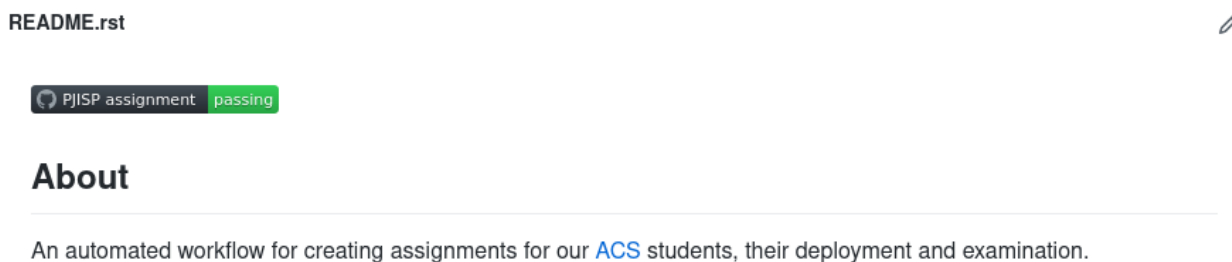 README.rst
PJISP assignment passing
About
An automated workflow for creating assignments for our ACS students, their deployment and examination.